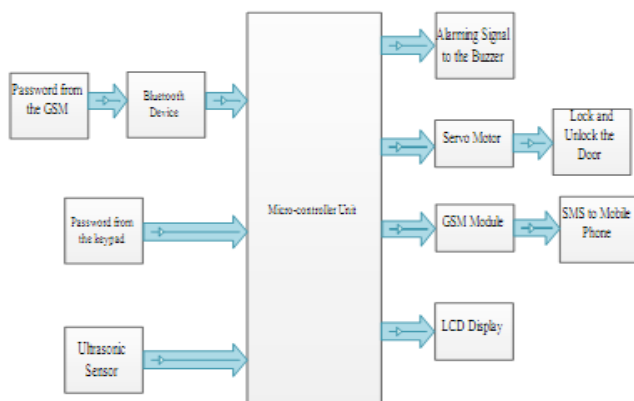 Alarming Signal
to the Buzzer
Password from
the GSM
Bluetooth
Device
Servo Motor
Lock and
Unlock the
Door
Password from
the keypad
Micro-controller Unit
GSM Module
SMS to Mobile
Phone
Ultrasonic
Sensor
LCD Display